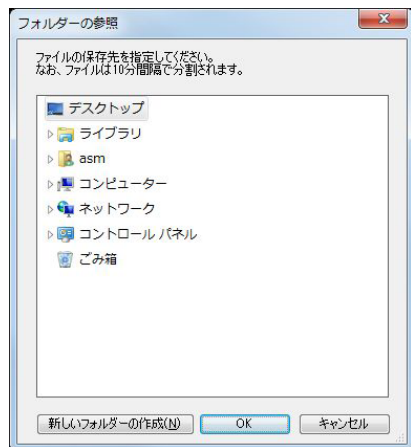 フォルダーの参照
ファイルの保存先を指定してください。
なお、ファイルは10分間隔で分割されます。
デスクトップ
ライブラリ
asm
コンピューター
ネットワーク
コントロール パネル
ごみ箱
新しいフォルダーの作成(N) OK キャンセル